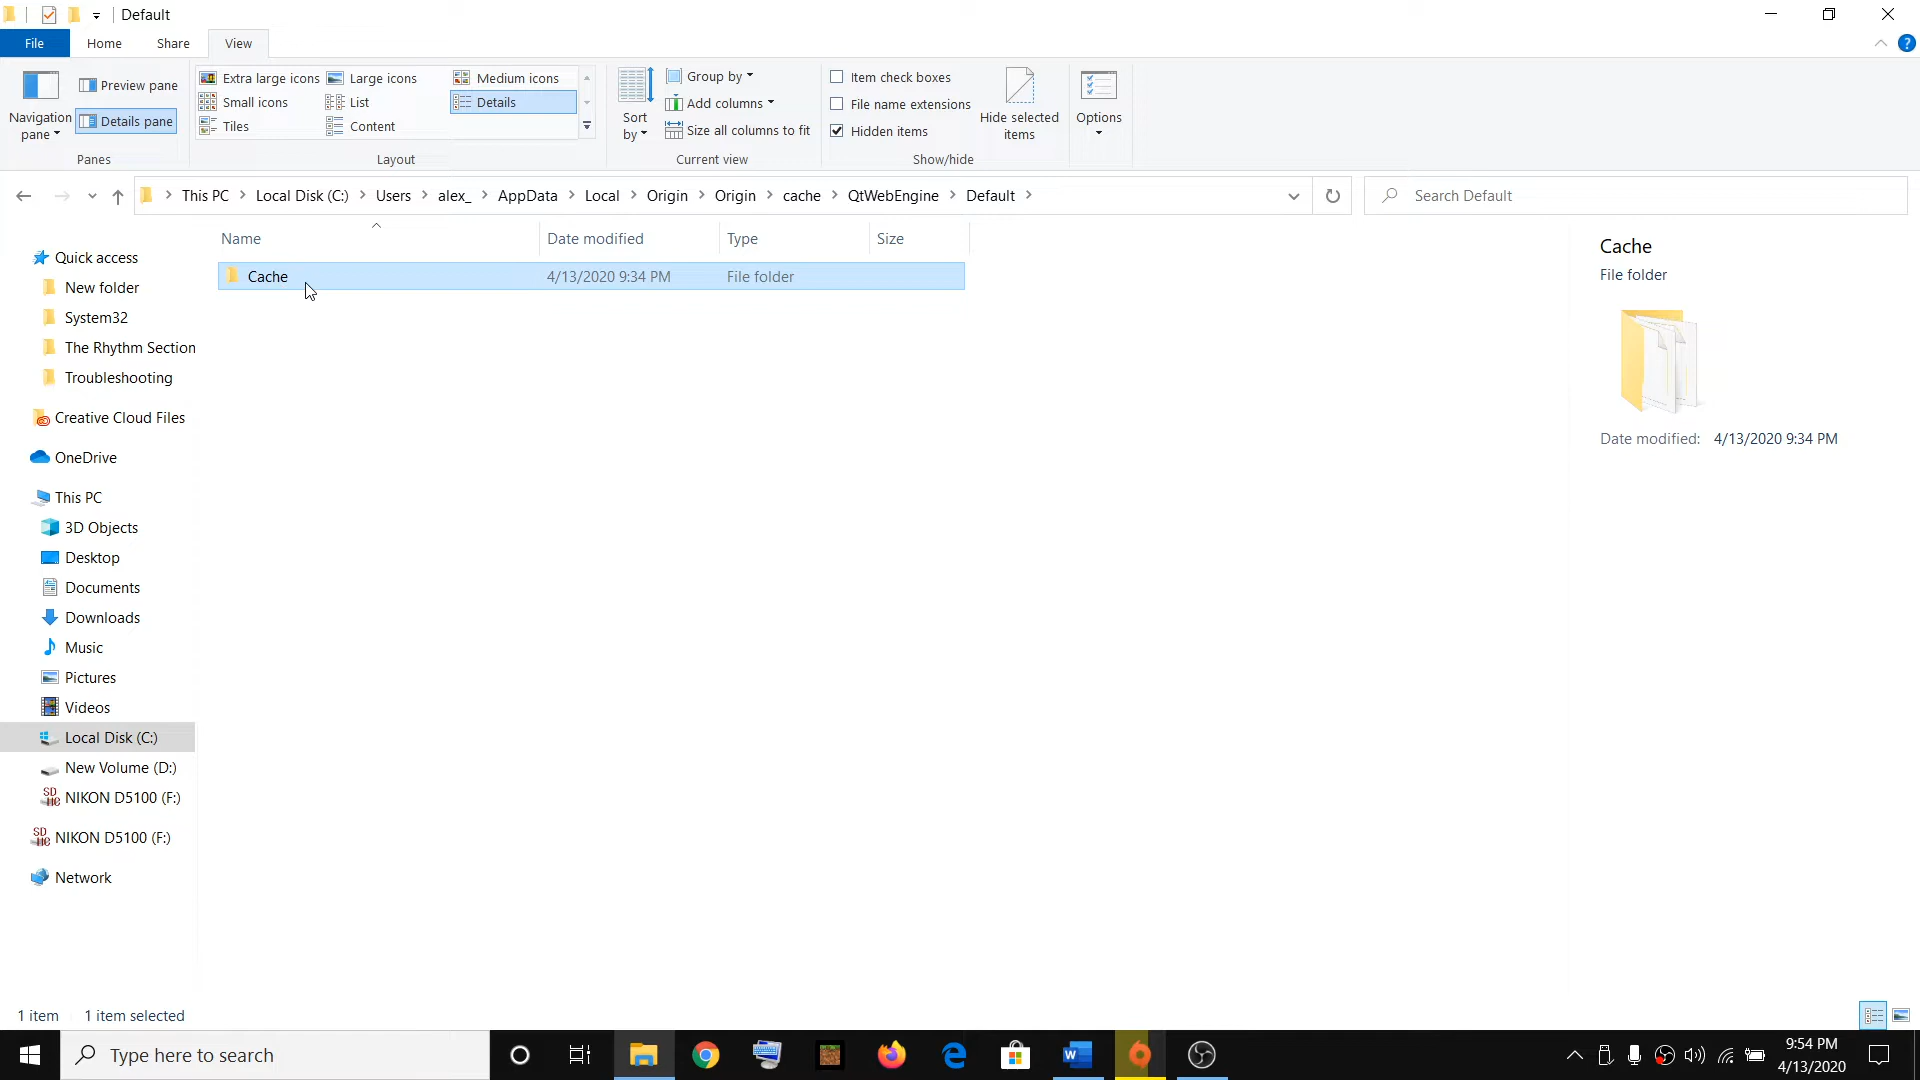 Default
File Home Share View
Navigation pane
Preview pane
Details pane
Panes
Extra large icons Large icons Medium icons
Small icons List Details
Tiles Content
Layout
Sort by
Group by
Add columns
Size all columns to fit
Current view
Item check boxes
File name extensions
Hidden items
Hide selected items
Show/hide
Options
This PC Local Disk (C:) Users alex_ AppData Local Origin Origin cache QtWebEngine Default
Search Default
Name Date modified Type Size
Cache 4/13/2020 9:34 PM File folder
Quick access
New folder
System32
The Rhythm Section
Troubleshooting
Creative Cloud Files
OneDrive
This PC
3D Objects
Desktop
Documents
Downloads
Music
Pictures
Videos
Local Disk (C:)
New Volume (D:)
NIKON D5100 (F:)
NIKON D5100 (F:)
Network
Cache
File folder
Date modified: 4/13/2020 9:34 PM
1 item 1 item selected
Type here to search
9:54 PM
4/13/2020